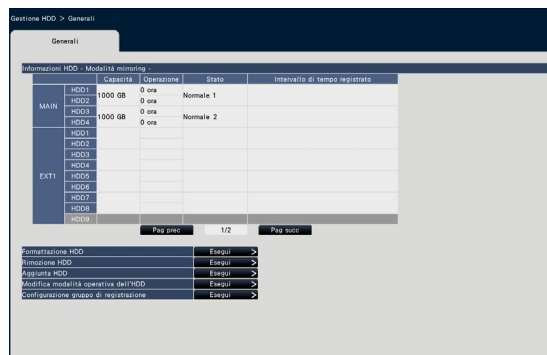 Gestione HDD > Generali
Generali
Informazioni HDD - Modalità mirroring -
Capacità Operazione Stato Intervallo di tempo registrato
MAIN
HDD1 1000 GB 0 ora Normale 1
HDD2 0 ora
HDD3 1000 GB 0 ora Normale 2
HDD4 0 ora
EXT1
HDD1
HDD2
HDD3
HDD4
HDD5
HDD6
HDD7
HDD8
HDD9
Pag prec 1/2 Pag succ
Formattazione HDD Esegui >
Rimozione HDD Esegui >
Aggiunta HDD Esegui >
Modifica modalità operativa dell'HDD Esegui >
Configurazione gruppo di registrazione Esegui >